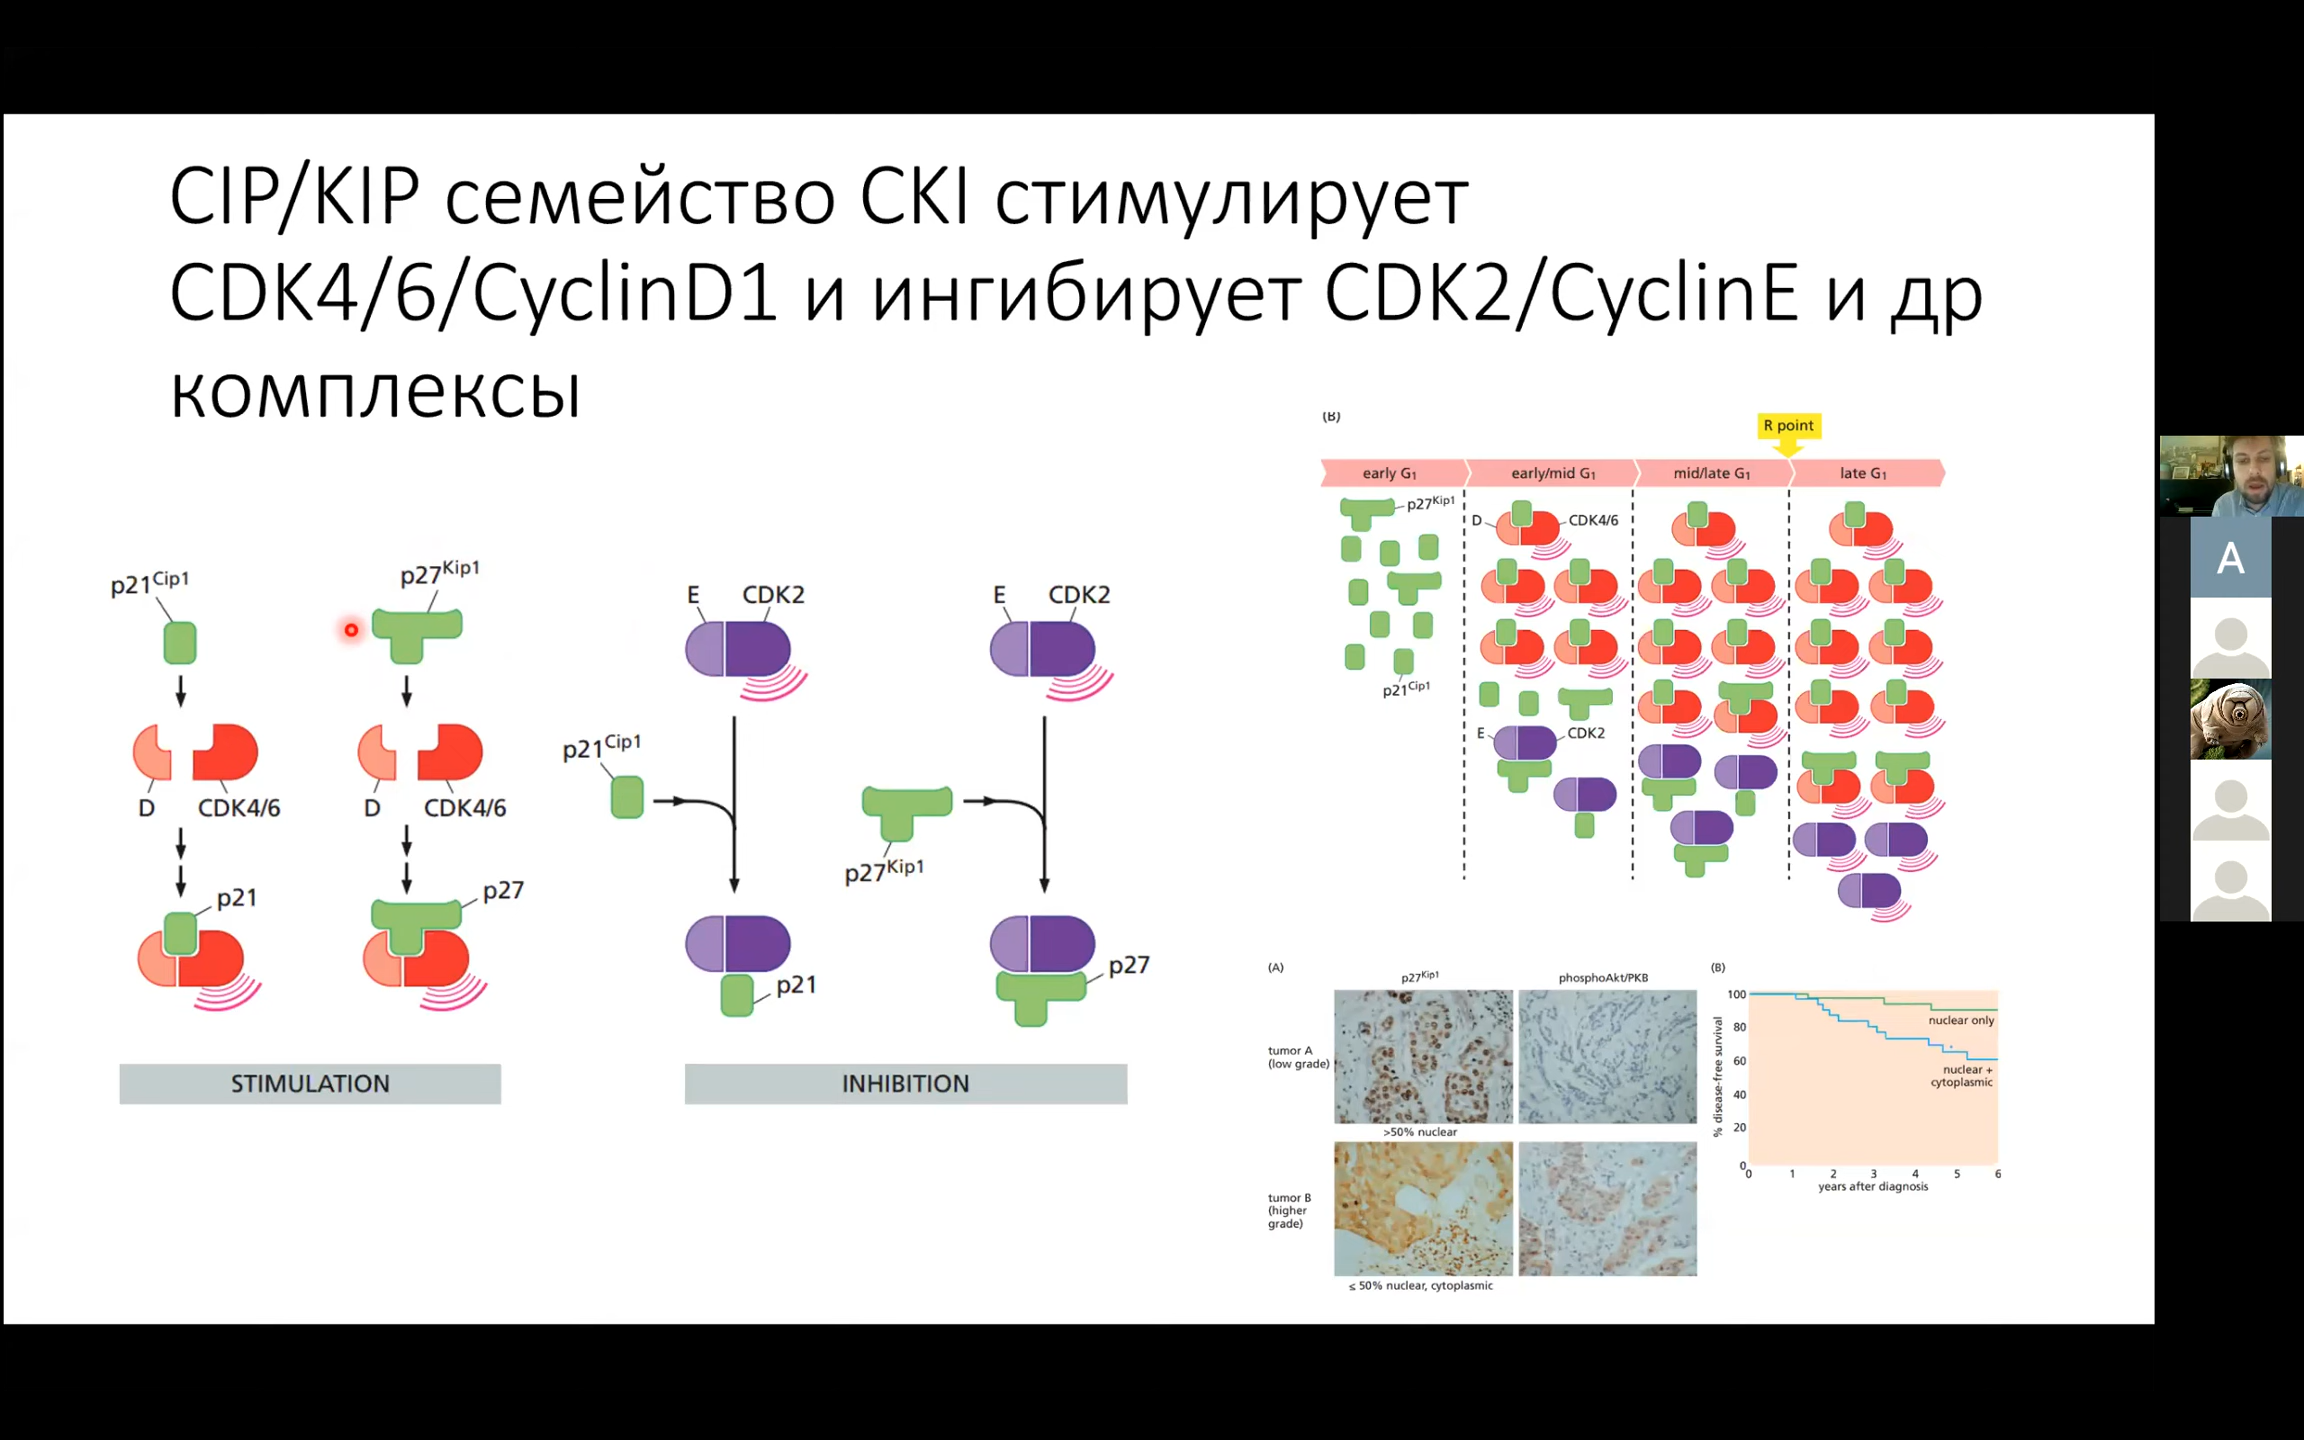 CIP/KIP семейство CKI стимулирует
CDK4/6/CyclinD1 и ингибирует CDK2/CyclinE и др
комплексы
p21Cip1
p27Kip1
D
CDK4/6
D
CDK4/6
p21
p27
STIMULATION
E
CDK2
E
CDK2
p21Cip1
p27Kip1
p21
p27
INHIBITION
(B)
R point
early G1
early/mid G1
mid/late G1
late G1
p27Kip1
D
CDK4/6
p21Cip1
E
CDK2
(A)
p27Kip1
phosphoAkt/PKB
tumor A
(low grade)
>50% nuclear
tumor B
(higher
grade)
≤ 50% nuclear, cytoplasmic
(B)
% disease-free survival
100
80
60
40
20
0
nuclear only
nuclear +
cytoplasmic
0 1 2 3 4 5 6
years after diagnosis
A